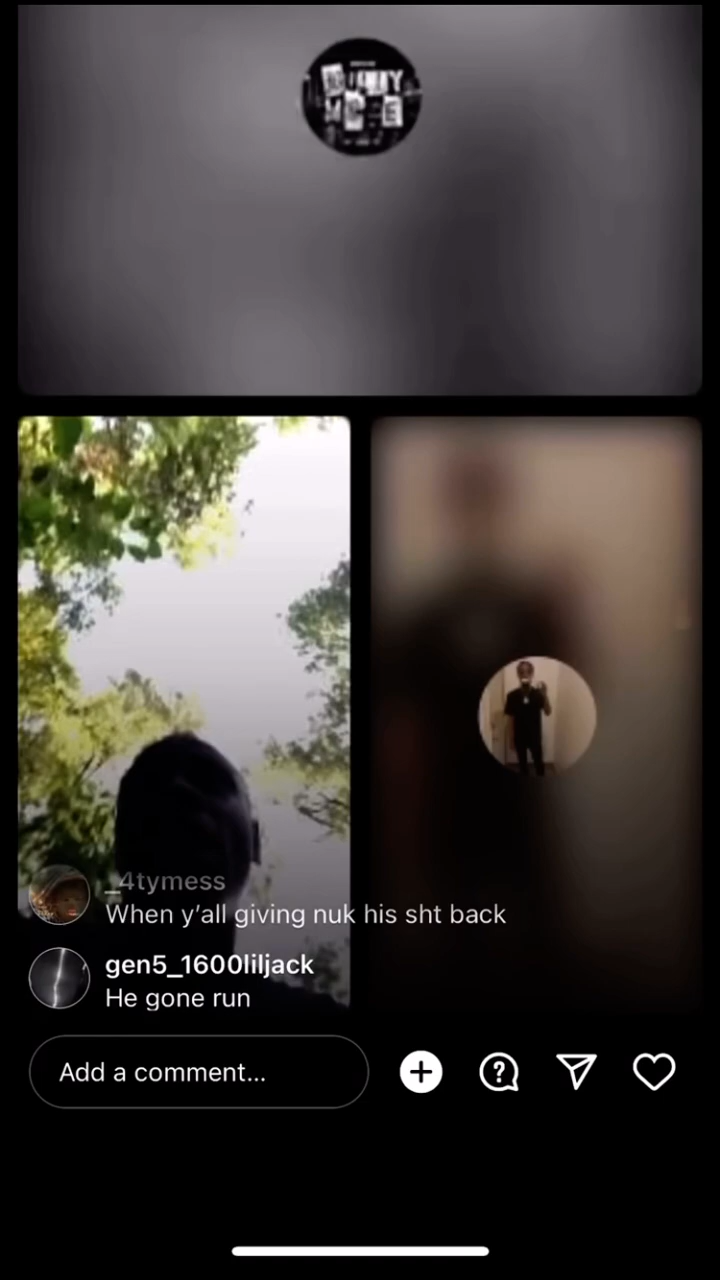 _4tymess
When y'all giving nuk his sht back
gen5_1600liljack
He gone run
Add a comment...